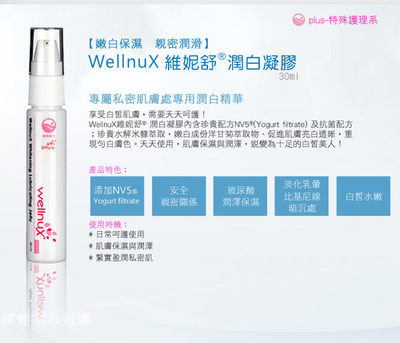 plus-特殊護理系
【嫩白保濕 親密潤滑】
WellnuX 維妮舒®潤白凝膠
30ml
專屬私密肌膚處專用潤白精華
享受白皙肌膚，需要天天呵護！
WellnuX維妮舒® 潤白凝膠內含珍貴配方NV5®(Yogurt filtrate) 及抗菌配方
；珍貴水解米糠萃取，嫩白成份洋甘菊萃取物、促進肌膚亮白透晰，重
現勻白膚色。天天使用，肌膚保濕與潤澤，蛻變為十足的白皙美人！
產品特色：
添加NV5®
Yogurt filtrate
安全
親密關係
玻尿酸
潤澤保濕
淡化乳暈
比基尼線
暗沉處
白皙水嫩
使用時機：
* 日常呵護使用
* 肌膚保濕與潤澤
* 緊實盈潤私密肌
plus
wellnuX
WellnuX Whitening Lubricating Jelly